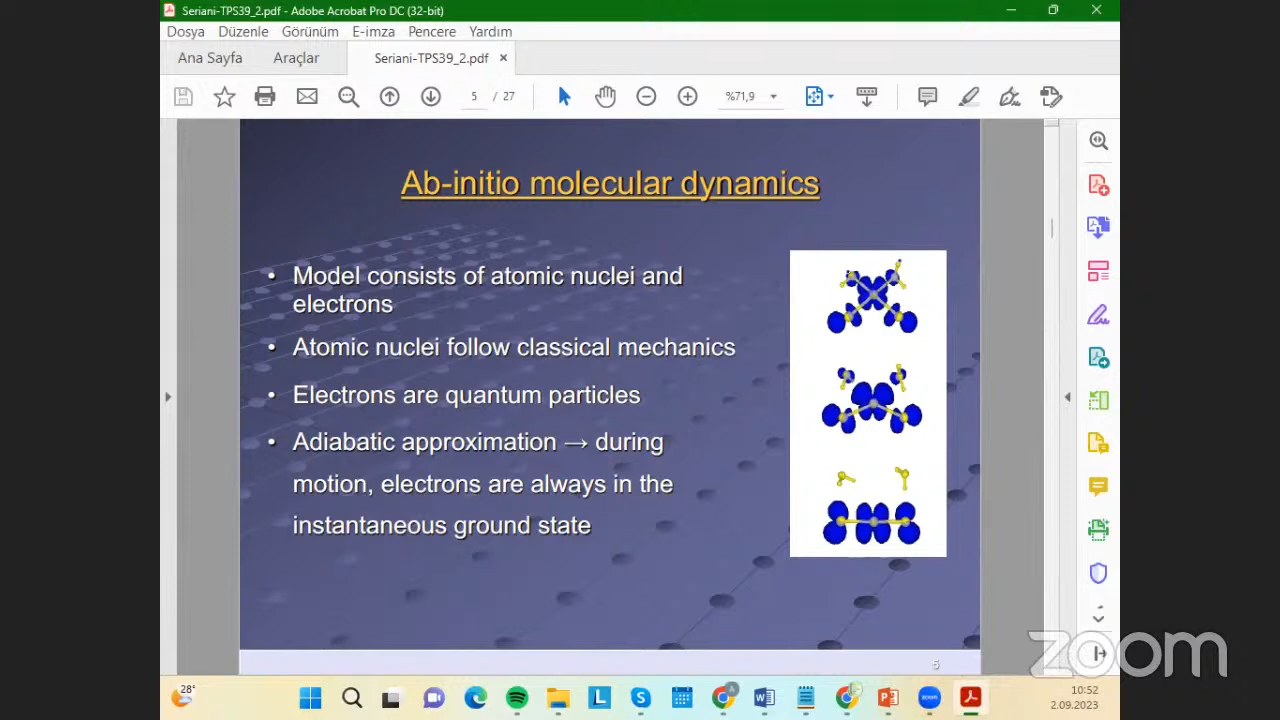 Seriani-TPS39_2.pdf - Adobe Acrobat Pro DC (32-bit)
Dosya Düzenle Görünüm E-imza Pencere Yardım
Ana Sayfa Araçlar Seriani-TPS39_2.pdf ×
5 / 27 %71,9
Ab-initio molecular dynamics
• Model consists of atomic nuclei and
electrons
• Atomic nuclei follow classical mechanics
• Electrons are quantum particles
• Adiabatic approximation → during
motion, electrons are always in the
instantaneous ground state
5
zoom
28°
10:52
2.09.2023